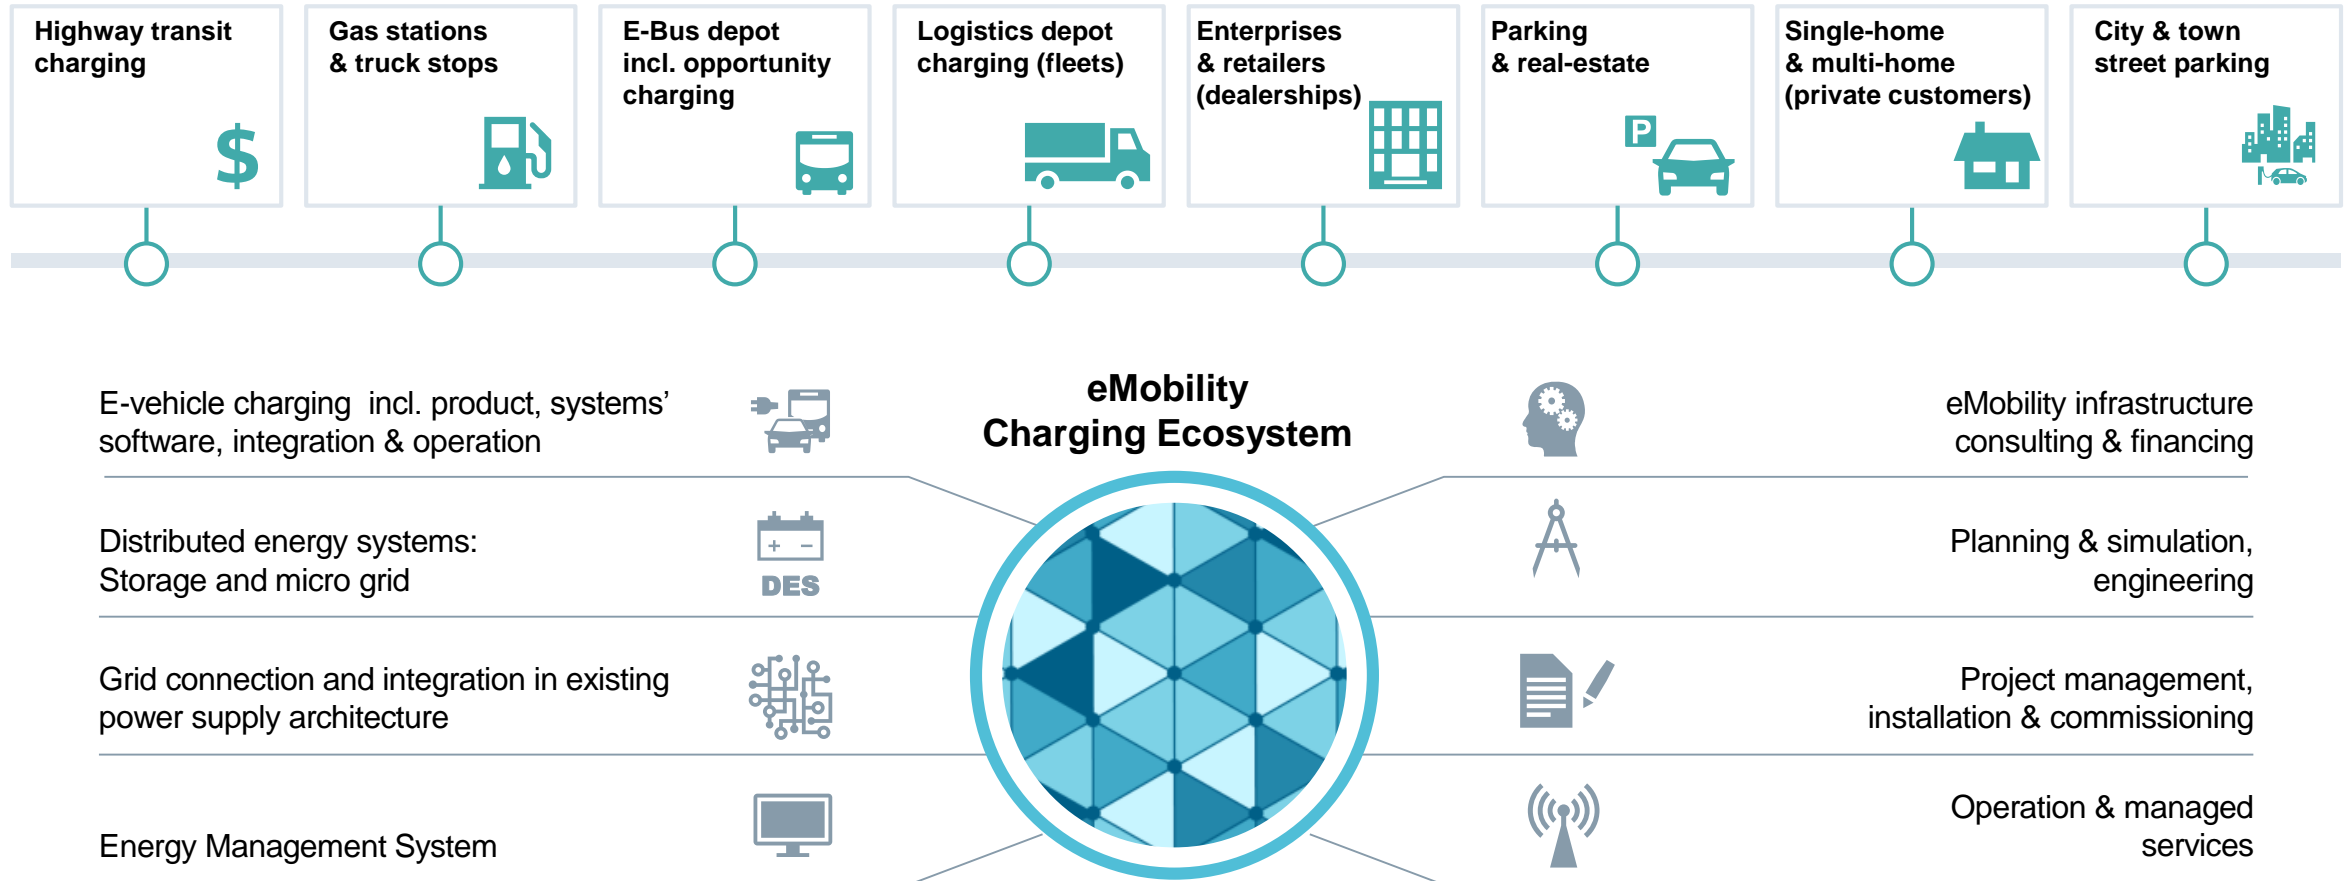 Highway transit
charging
$
Gas stations
& truck stops
E-Bus depot
incl. opportunity
charging
Logistics depot
charging (fleets)
Enterprises
& retailers
(dealerships)
Parking
& real-estate
P
Single-home
& multi-home
(private customers)
City & town
street parking
eMobility
Charging Ecosystem
E-vehicle charging  incl. product, systems’
software, integration & operation
Distributed energy systems:
Storage and micro grid
+ −
DES
Grid connection and integration in existing
power supply architecture
Energy Management System
eMobility infrastructure
consulting & financing
Planning & simulation,
engineering
Project management,
installation & commissioning
Operation & managed
services